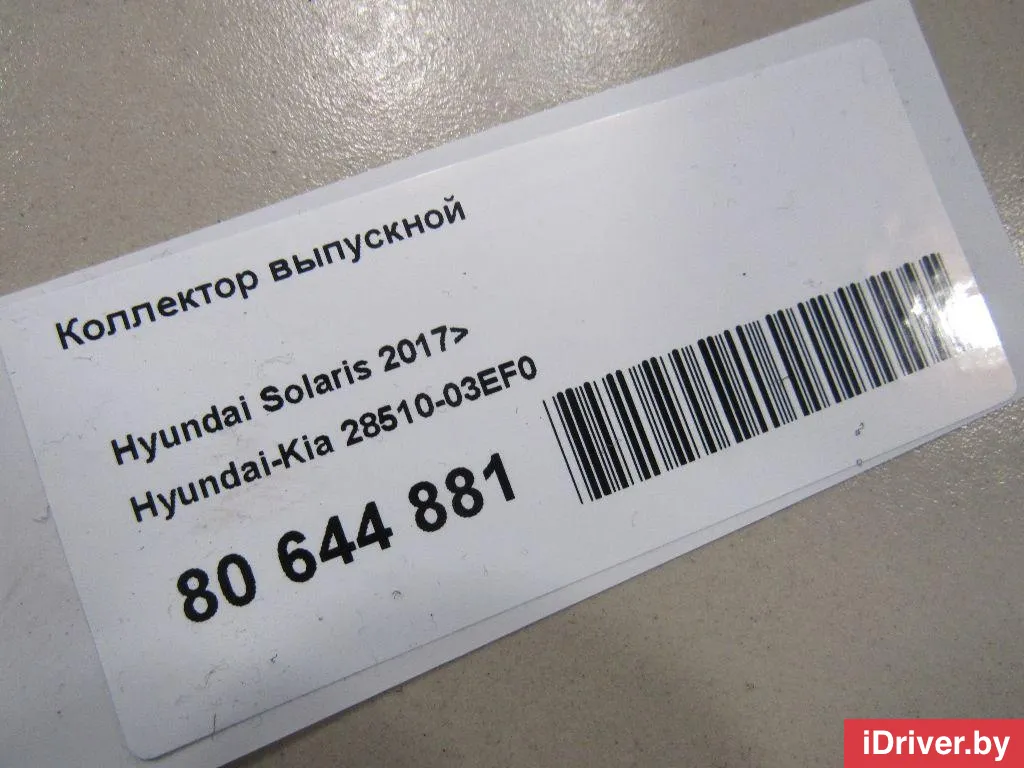 Коллектор выпускной
Hyundai Solaris 2017>
Hyundai-Kia 28510-03EF0
80 644 881
iDriver.by